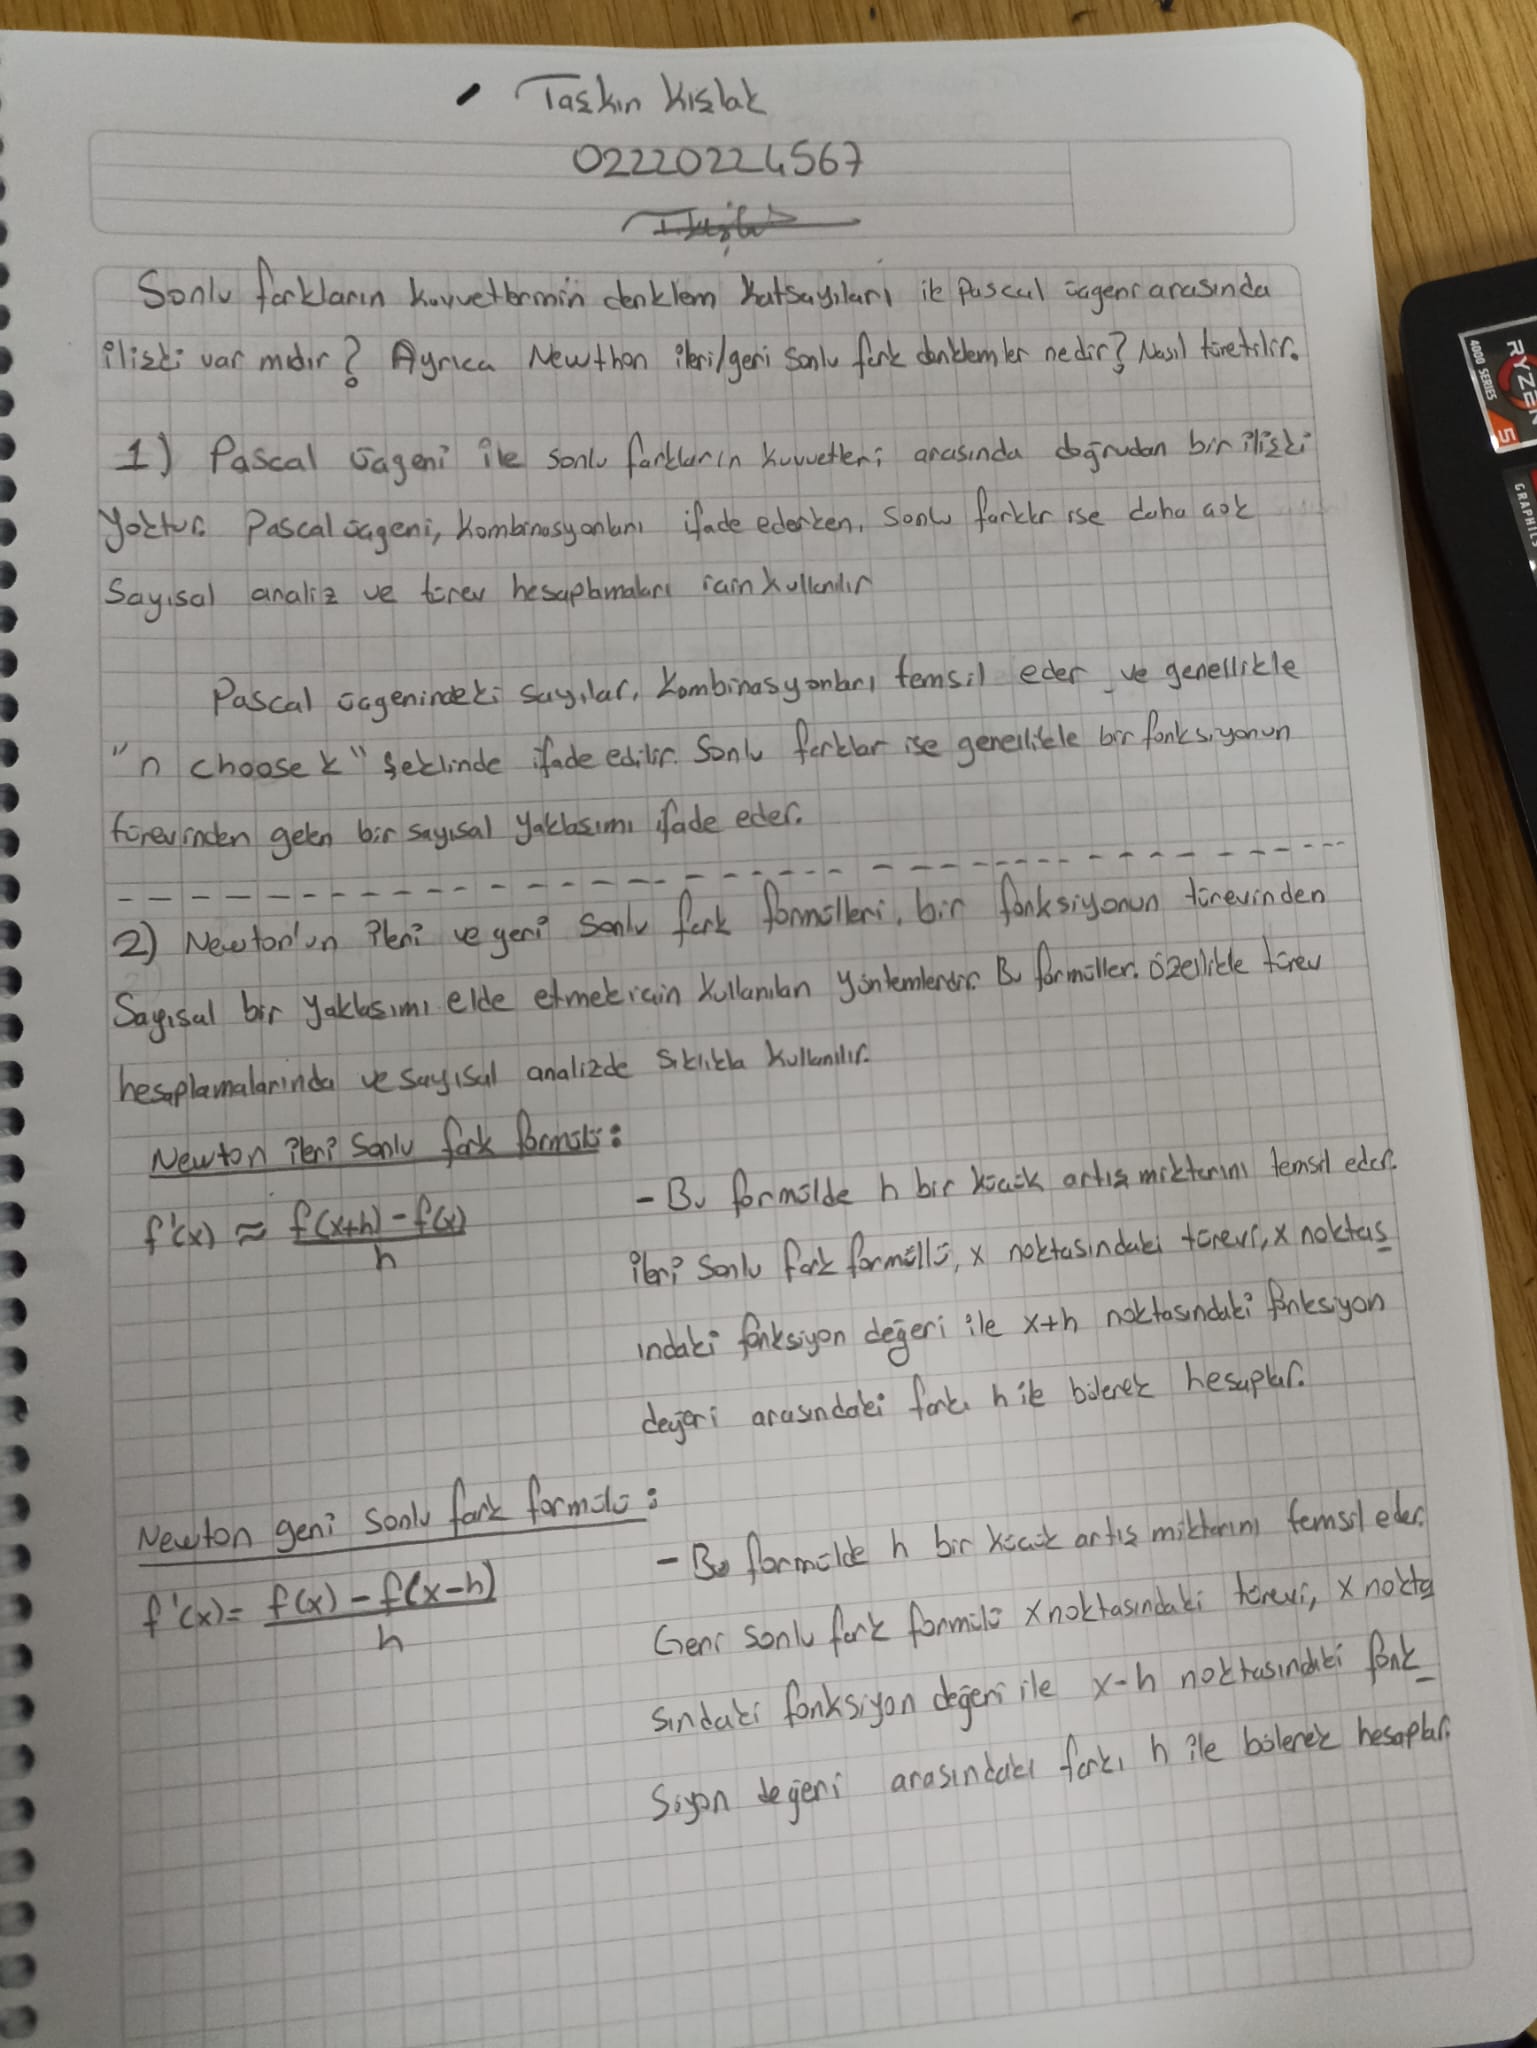 Taşkın Kışlak
02220224567
Sonlu farkların kuvvetlerinin denklem katsayıları ile Pascal üçgeni arasında
ilişki var mıdır? Ayrıca Newthon ileri/geri sonlu fark denklemler nedir? Nasıl türetilir.
1) Pascal üçgeni ile sonlu farkların kuvvetleri arasında doğrudan bir ilişki
yoktur. Pascal üçgeni, kombinasyonları ifade ederken, sonlu farklar ise daha çok
sayısal analiz ve türev hesaplamaları için kullanılır
Pascal üçgenindeki sayılar, kombinasyonları temsil eder ve genellikle
"n choose k" şeklinde ifade edilir. Sonlu farklar ise genellikle bir fonksiyonun
türevinden gelen bir sayısal yaklaşımı ifade eder.
2) Newton'un ileri ve geri sonlu fark formülleri, bir fonksiyonun türevinden
sayısal bir yaklaşımı elde etmek için kullanılan yöntemlerdir. Bu formüller. özellikle türev
hesaplamalarında ve sayısal analizde sıklıkla kullanılır.
Newton ileri sonlu fark formülü:
f'(x) ≈ f(x+h) - f(x) / h
- Bu formülde h bir küçük artış miktarını temsil eder.
ileri sonlu fark formüllü, x noktasındaki türevi, x noktas_
ındaki fonksiyon değeri ile x+h noktasındaki fonksiyon
değeri arasındaki farkı h ile bölerek hesaplar.
Newton geri sonlu fark formülü:
f'(x) = f(x) - f(x-h) / h
- Bu formülde h bir küçük artış miktarını temsil eder.
Geri sonlu fark formülü x noktasındaki türevi, x nokta
sındaki fonksiyon değeri ile x-h noktasındaki fonk_
siyon değeri arasındaki farkı h ile bölerek hesaplar.
RYZEN 5
4000 SERIES
GRAPHICS